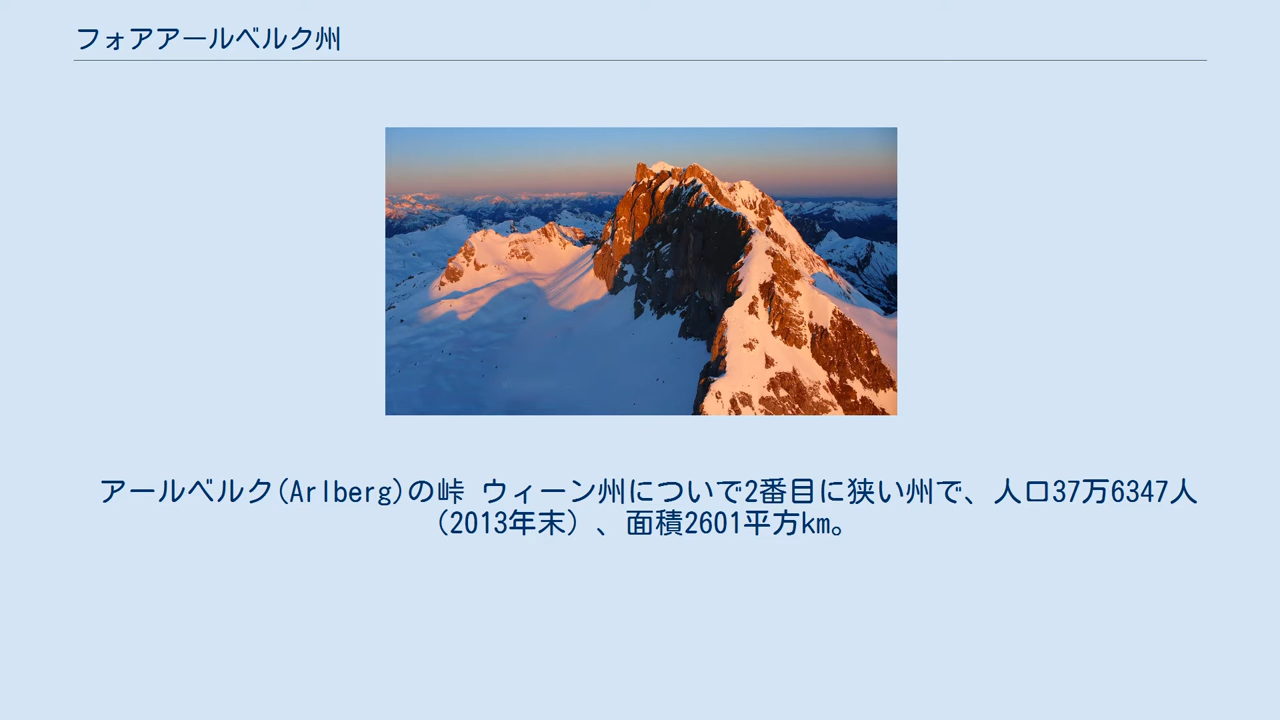 フォアアールベルク州
アールベルク(Arlberg)の峠 ウィーン州についで2番目に狭い州で、人口37万6347人
（2013年末）、面積2601平方km。